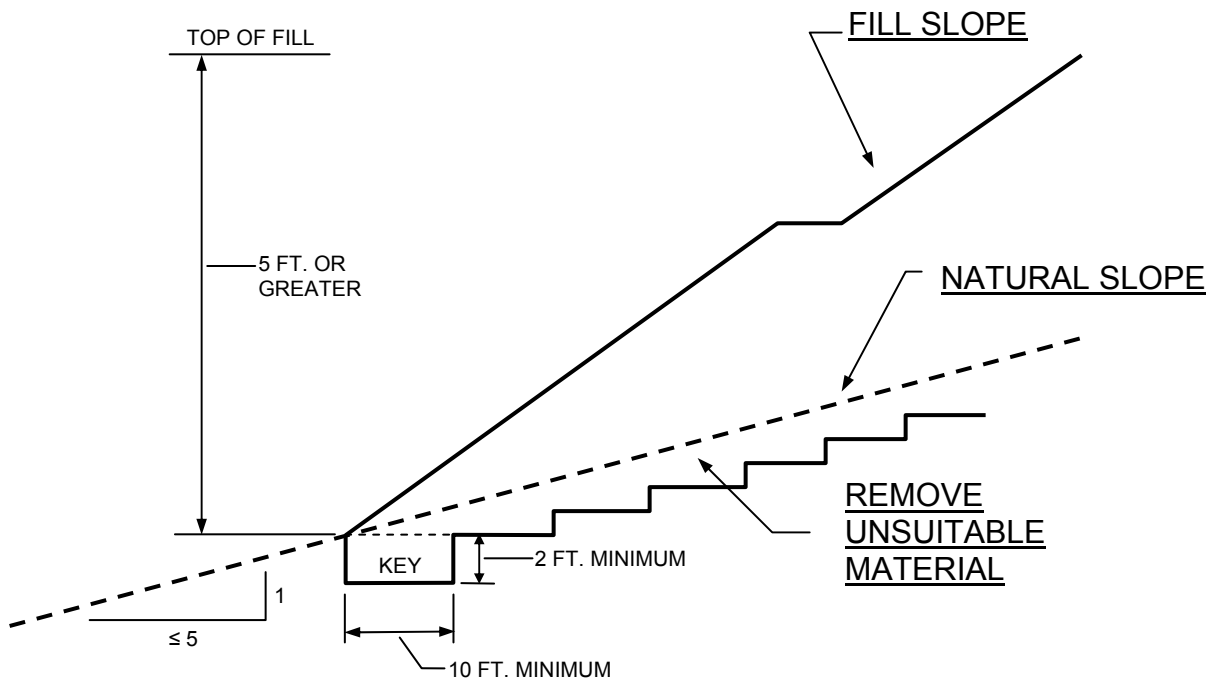 TOP OF FILL
FILL SLOPE
5 FT. OR
GREATER
NATURAL SLOPE
REMOVE
UNSUITABLE
MATERIAL
KEY
2 FT. MINIMUM
1
≤ 5
10 FT. MINIMUM